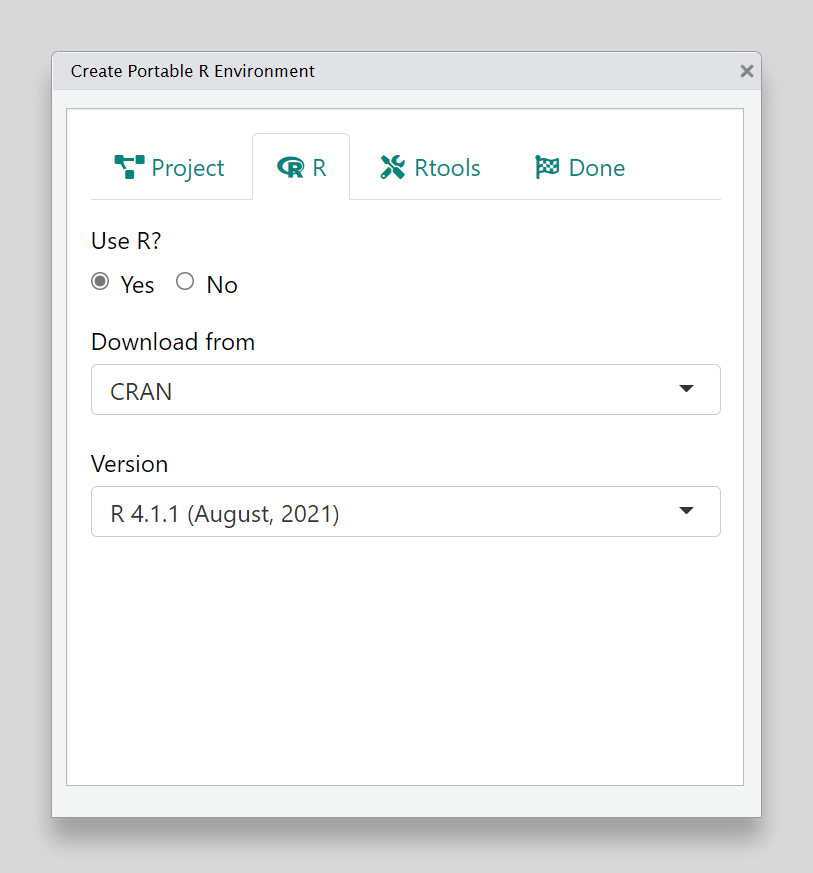 Create Portable R Environment
Project R Rtools Done
Use R?
Yes No
Download from
CRAN
Version
R 4.1.1 (August, 2021)